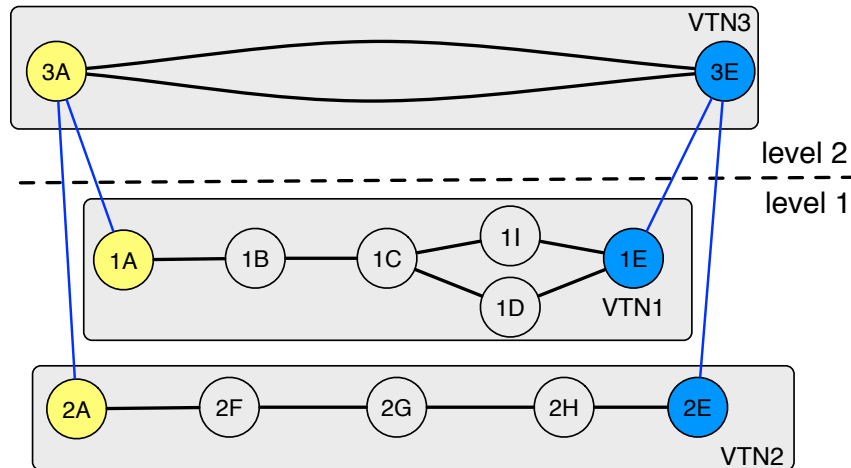 VTN3
3A
3E
level 2
level 1
1I
1A
1B
1C
1E
1D
VTN1
2A
2F
2G
2H
2E
VTN2